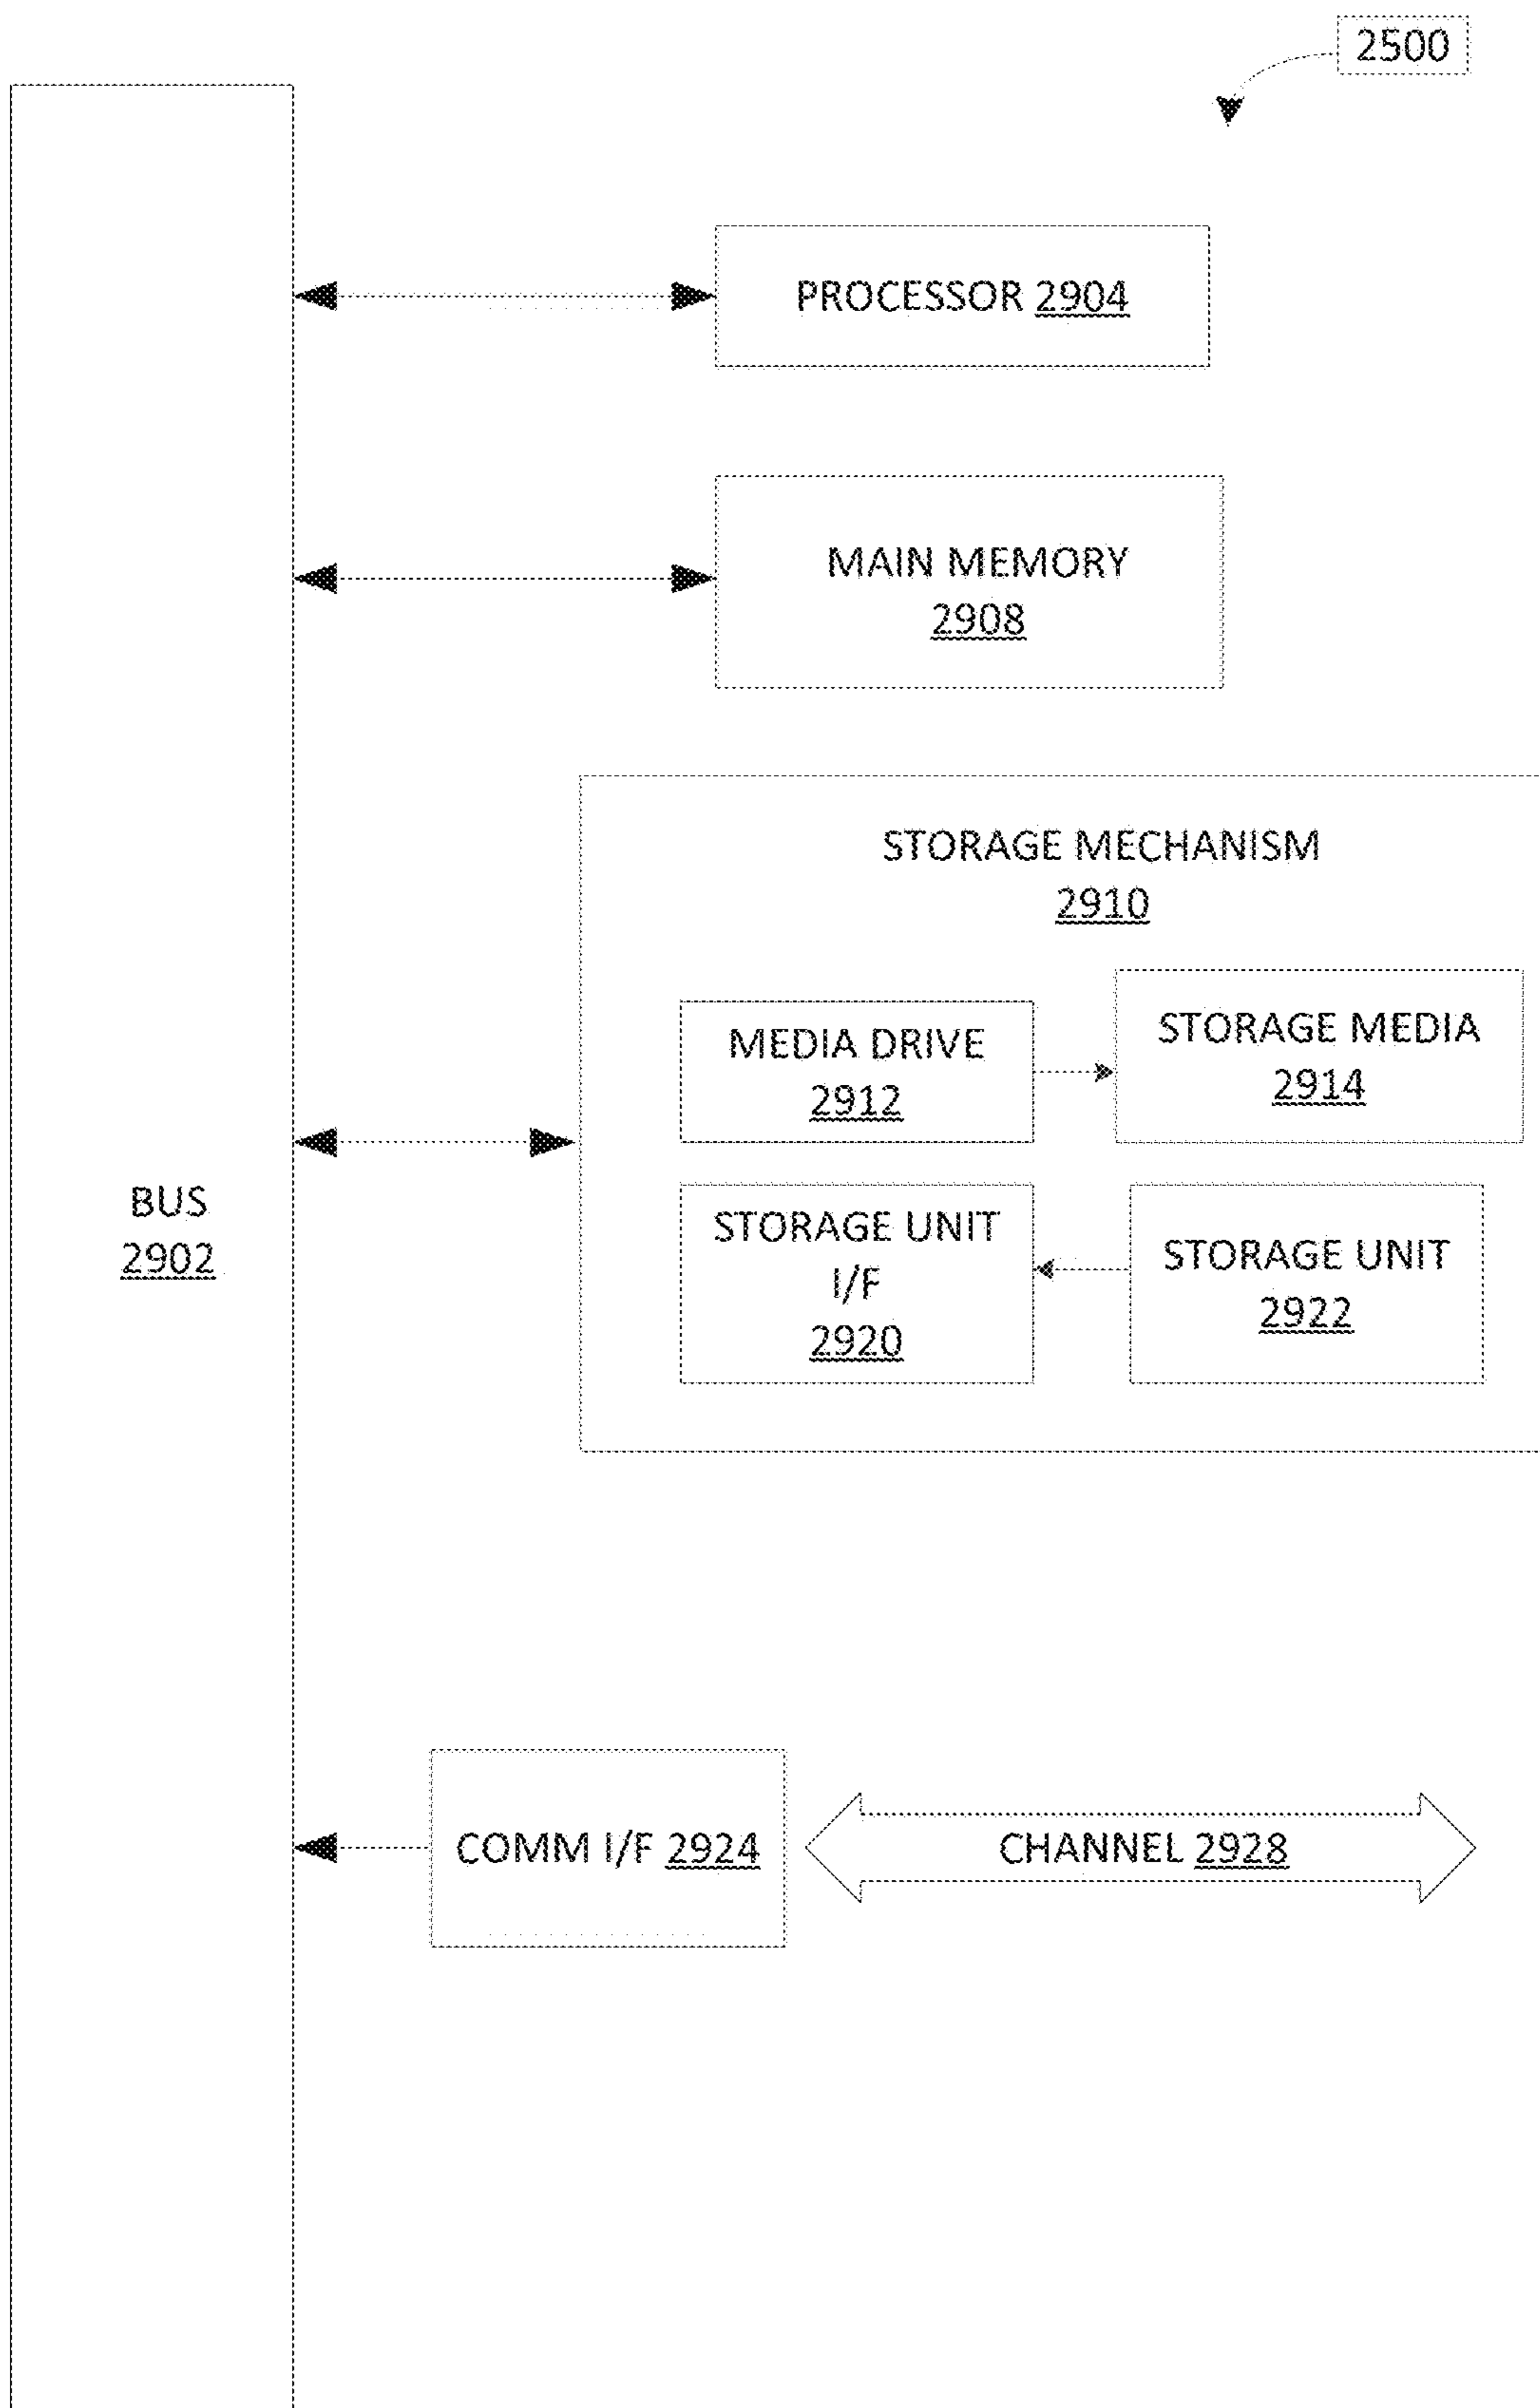 2500
PROCESSOR 2904
MAIN MEMORY
2908
STORAGE MECHANISM
2910
MEDIA DRIVE
2912
STORAGE MEDIA
2914
BUS
2902
STORAGE UNIT
I/F
2920
STORAGE UNIT
2922
COMM I/F 2924
CHANNEL 2928